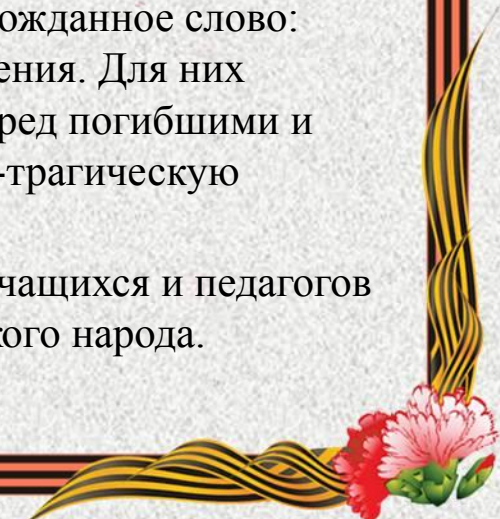 ожданное слово:
ения. Для них
ред погибшими и
-трагическую
чащихся и педагогов
кого народа.